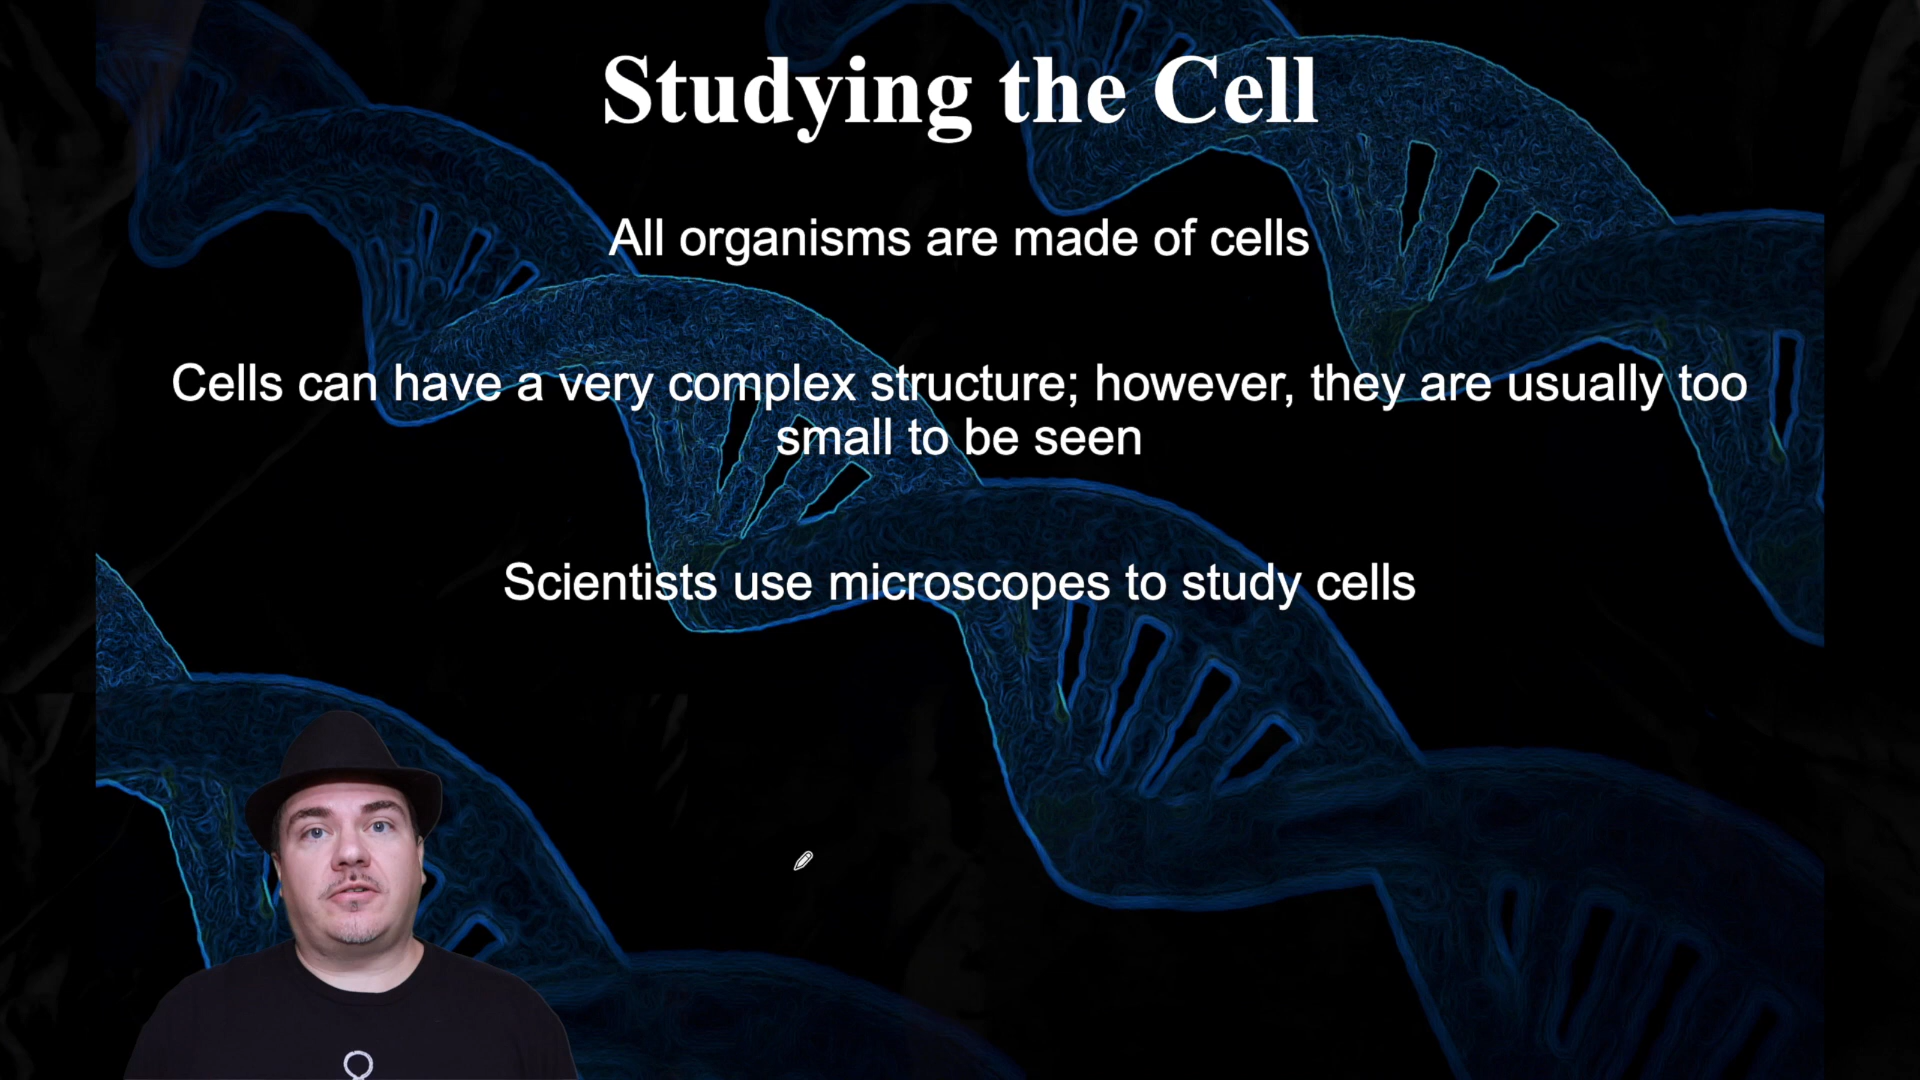 Studying the Cell
All organisms are made of cells
Cells can have a very complex structure; however, they are usually too
small to be seen
Scientists use microscopes to study cells